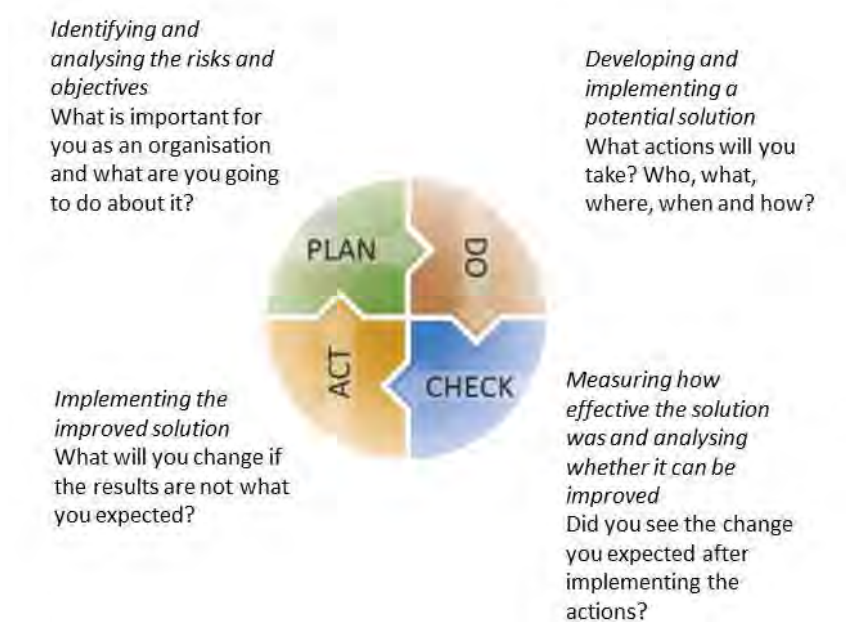 Identifying and
analysing the risks and
objectives
What is important for
you as an organisation
and what are you going
to do about it?
Developing and
implementing a
potential solution
What actions will you
take? Who, what,
where, when and how?
PLAN
DO
ACT
CHECK
Implementing the
improved solution
What will you change if
the results are not what
you expected?
Measuring how
effective the solution
was and analysing
whether it can be
improved
Did you see the change
you expected after
implementing the
actions?